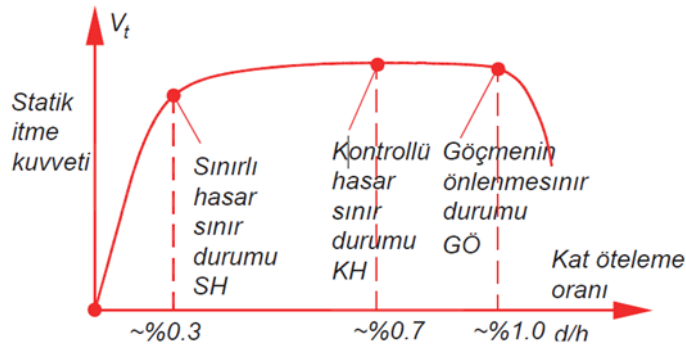 V_t
Statik
itme
kuvveti
Sınırlı
hasar
sınır
durumu
SH
Kontrollü
hasar
sınır
durumu
KH
Göçmenin
önlenmesınır
durumu
GÖ
Kat öteleme
oranı
~%0.3
~%0.7
~%1.0
d/h